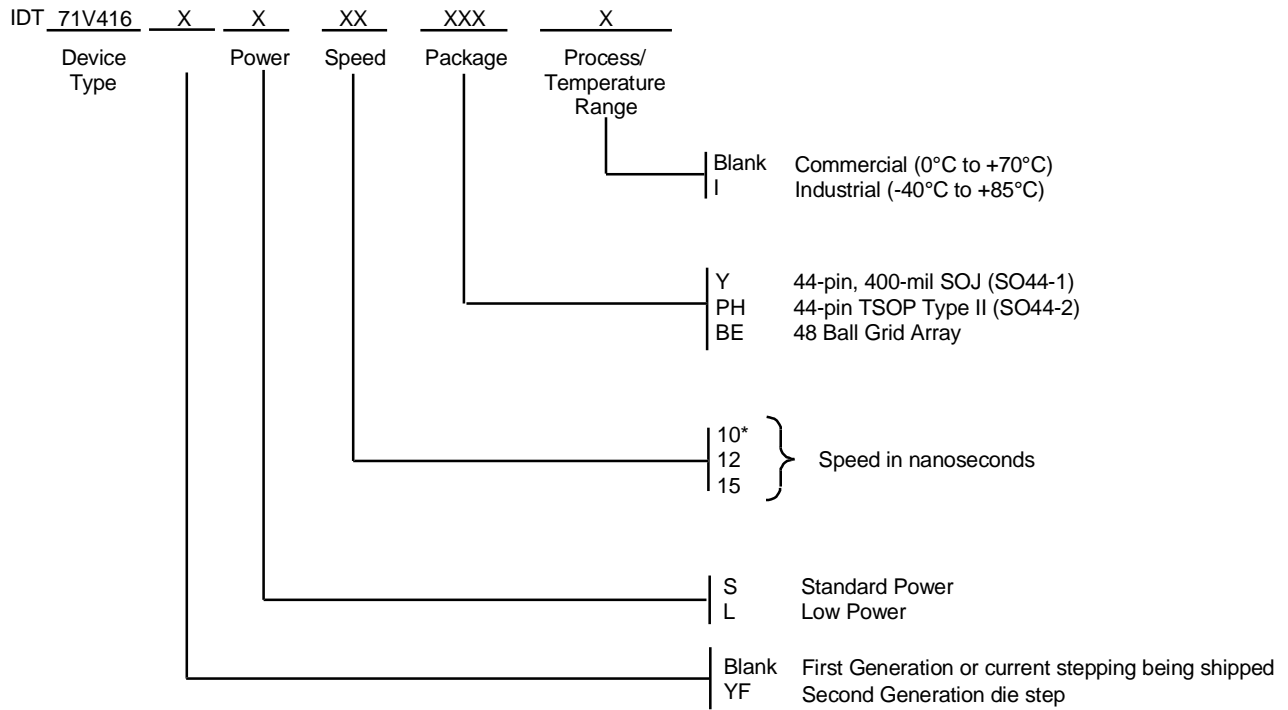 IDT 71V416 X X XX XXX X
Device Type
Power
Speed
Package
Process/
Temperature
Range
Blank Commercial (0°C to +70°C)
I Industrial (-40°C to +85°C)
Y 44-pin, 400-mil SOJ (SO44-1)
PH 44-pin TSOP Type II (SO44-2)
BE 48 Ball Grid Array
10*
12 Speed in nanoseconds
15
S Standard Power
L Low Power
Blank First Generation or current stepping being shipped
YF Second Generation die step